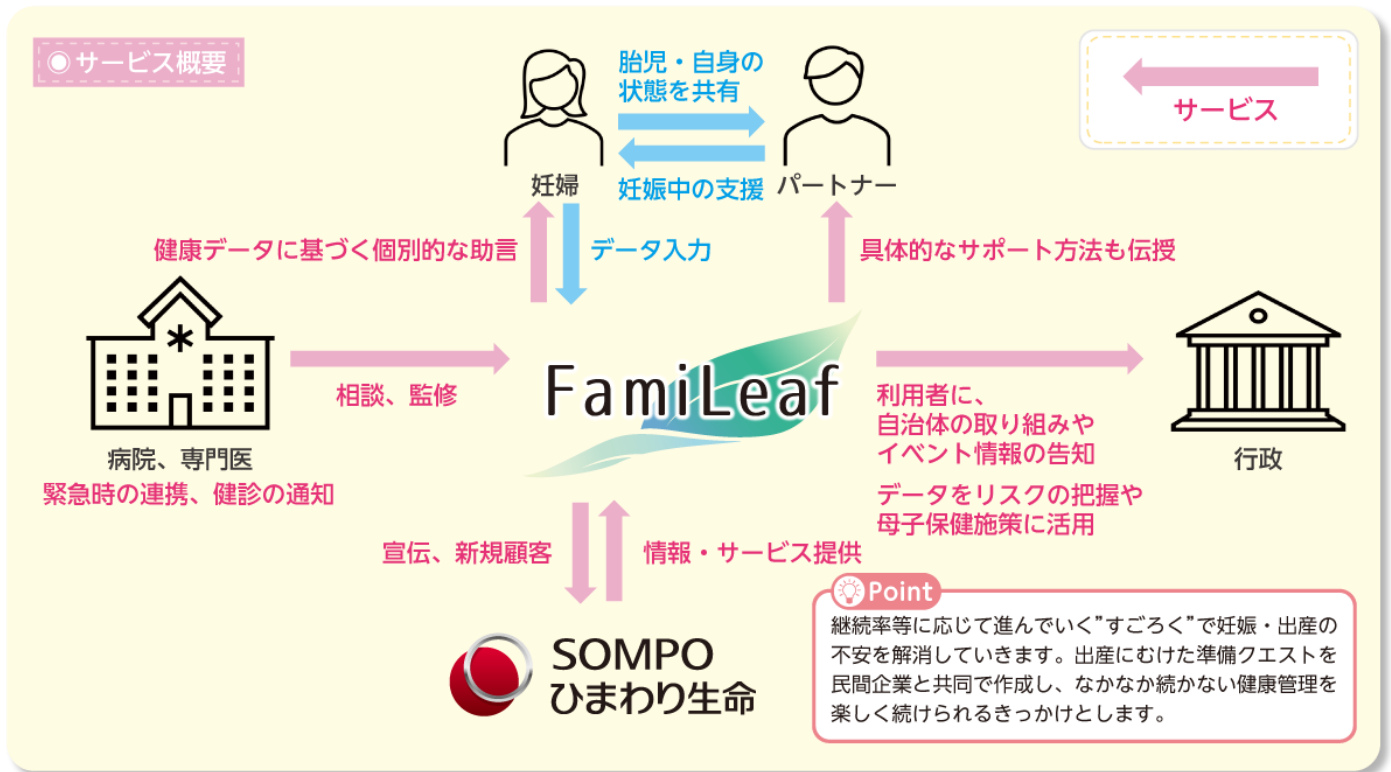 ◉サービス概要
胎児・自身の
状態を共有
サービス
妊婦
妊娠中の支援
パートナー
健康データに基づく個別的な助言
データ入力
具体的なサポート方法も伝授
相談、監修
FamiLeaf
利用者に、
自治体の取り組みや
イベント情報の告知
病院、専門医
行政
緊急時の連携、健診の通知
データをリスクの把握や
母子保健施策に活用
宣伝、新規顧客
情報・サービス提供
SOMPO
ひまわり生命
Point
継続率等に応じて進んでいく”すごろく”で妊娠・出産の
不安を解消していきます。出産にむけた準備クエストを
民間企業と共同で作成し、なかなか続かない健康管理を
楽しく続けられるきっかけとします。